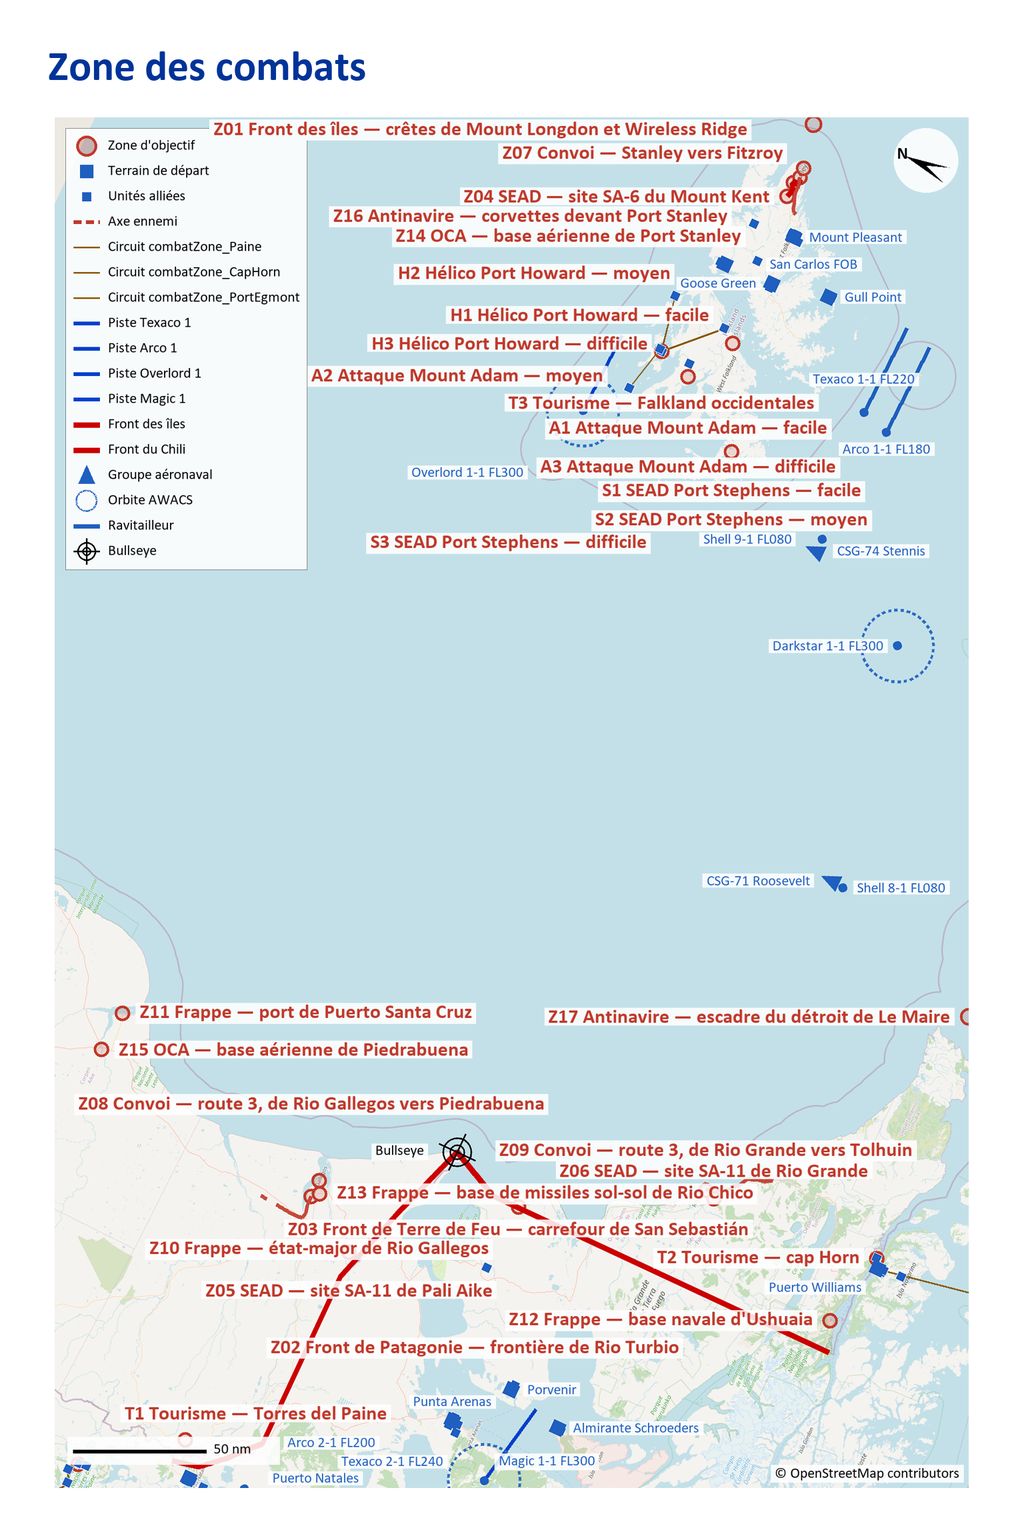 Zone des combats
Zone d'objectif
Terrain de départ
Unités alliées
Axe ennemi
Circuit combatZone_Paine
Circuit combatZone_CapHorn
Circuit combatZone_PortEgmont
Piste Texaco 1
Piste Arco 1
Piste Overlord 1
Piste Magic 1
Front des îles
Front du Chili
Groupe aéronaval
Orbite AWACS
Ravitailleur
Bullseye
N
Z01 Front des îles — crêtes de Mount Longdon et Wireless Ridge
Z07 Convoi — Stanley vers Fitzroy
Z04 SEAD — site SA-6 du Mount Kent
Z16 Antinavire — corvettes devant Port Stanley
Z14 OCA — base aérienne de Port Stanley
Mount Pleasant
San Carlos FOB
H2 Hélico Port Howard — moyen
Goose Green
Gull Point
H1 Hélico Port Howard — facile
H3 Hélico Port Howard — difficile
A2 Attaque Mount Adam — moyen
West Falkland
Texaco 1-1 FL220
T3 Tourisme — Falkland occidentales
A1 Attaque Mount Adam — facile
Arco 1-1 FL180
Overlord 1-1 FL300
A3 Attaque Mount Adam — difficile
S1 SEAD Port Stephens — facile
S2 SEAD Port Stephens — moyen
S3 SEAD Port Stephens — difficile
Shell 9-1 FL080
CSG-74 Stennis
Darkstar 1-1 FL300
CSG-71 Roosevelt
Shell 8-1 FL080
Z11 Frappe — port de Puerto Santa Cruz
Z17 Antinavire — escadre du détroit de Le Maire
Z15 OCA — base aérienne de Piedrabuena
Z08 Convoi — route 3, de Rio Gallegos vers Piedrabuena
Bullseye
Z09 Convoi — route 3, de Rio Grande vers Tolhuin
Z06 SEAD — site SA-11 de Rio Grande
Z13 Frappe — base de missiles sol-sol de Rio Chico
Z03 Front de Terre de Feu — carrefour de San Sebastián
Z10 Frappe — état-major de Rio Gallegos
T2 Tourisme — cap Horn
Puerto Williams
Isla Navarino
Z05 SEAD — site SA-11 de Pali Aike
Z12 Frappe — base navale d'Ushuaia
Z02 Front de Patagonie — frontière de Rio Turbio
Porvenir
Punta Arenas
T1 Tourisme — Torres del Paine
Almirante Schroeders
Arco 2-1 FL200
50 nm
Texaco 2-1 FL240
Magic 1-1 FL300
Puerto Natales
© OpenStreetMap contributors